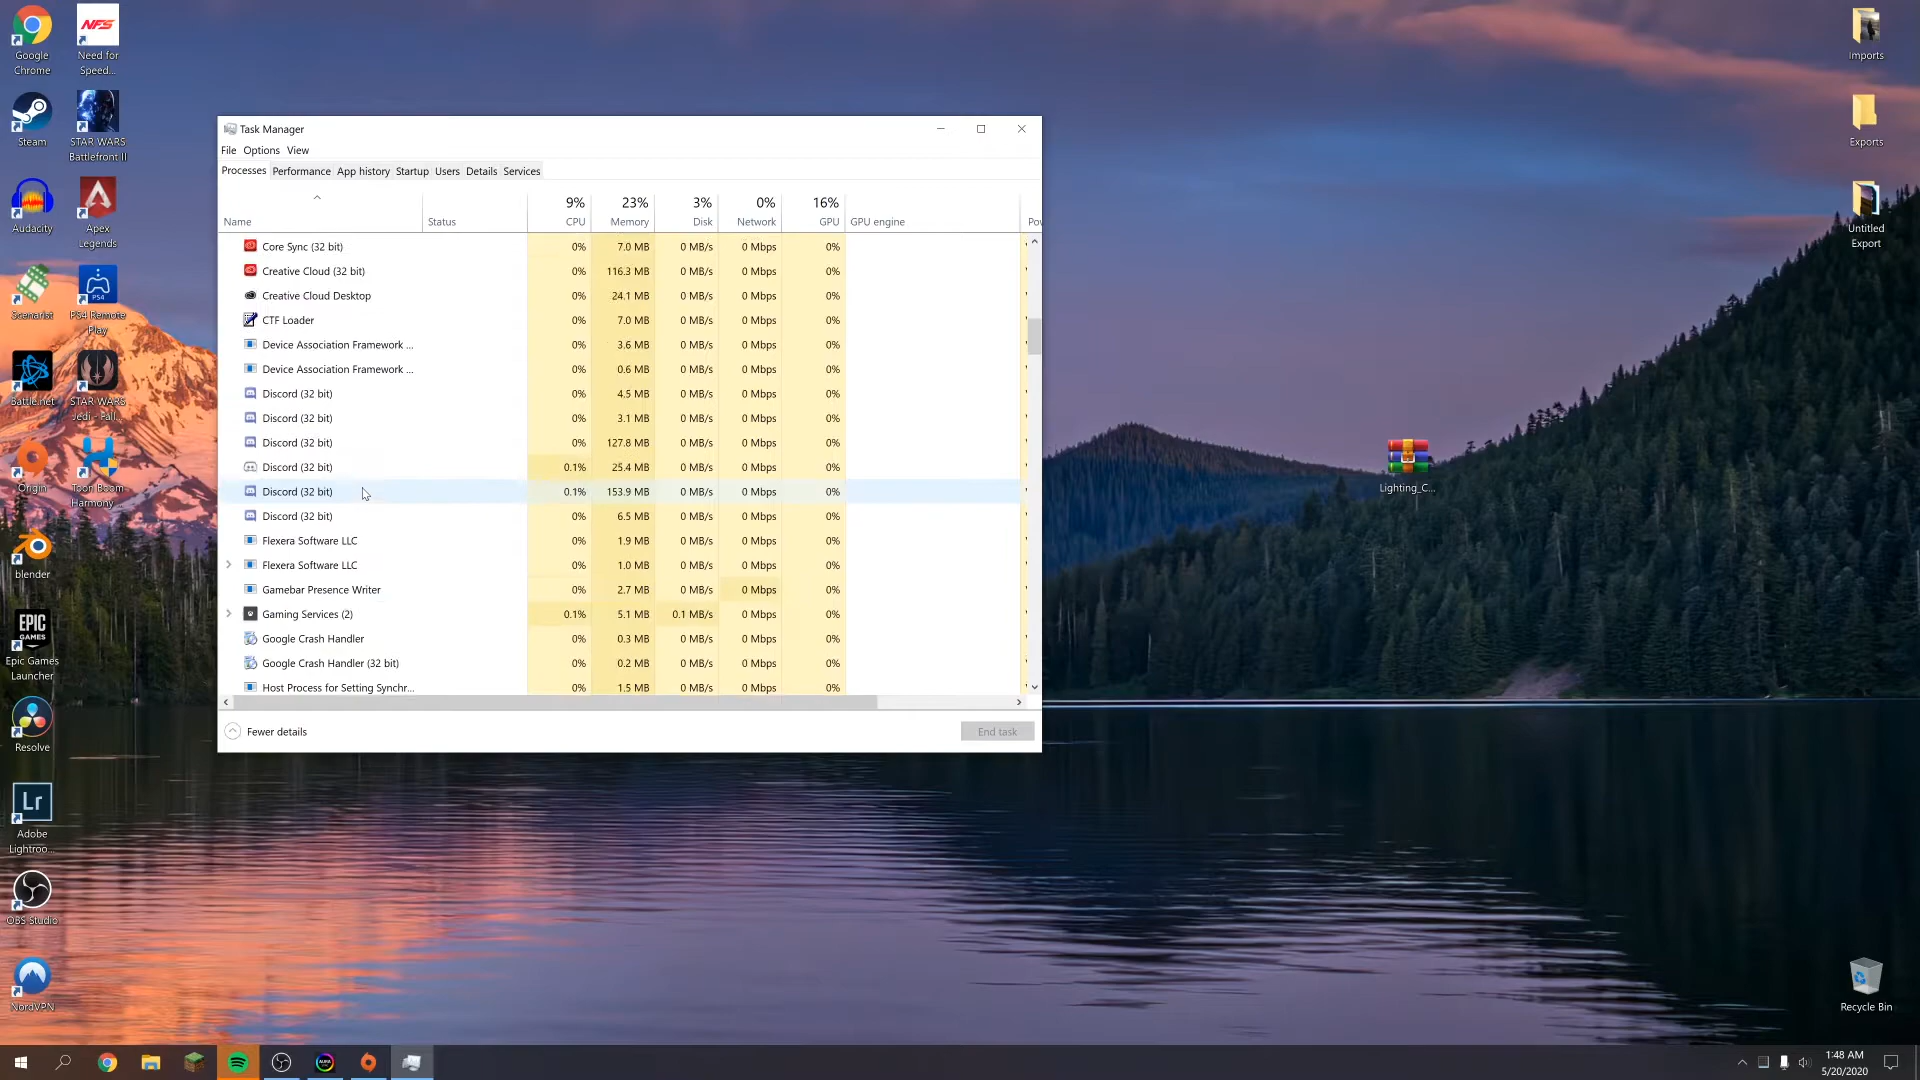 Google
Chrome
NFS
Need for
Speed...
Steam
STAR WARS
Battlefront II
Audacity
Apex
Legends
Scenarist
PS4
PS4 Remote
Play
Battle.net
STAR WARS
Jedi - Fall...
Origin
Toon Boom
Harmony ...
blender
EPIC
GAMES
Epic Games
Launcher
Resolve
Lr
Adobe
Lightroo...
OBS Studio
NordVPN
Task Manager
File Options View
Processes Performance App history Startup Users Details Services
9% 23% 3% 0% 16%
Name Status CPU Memory Disk Network GPU GPU engine Pov
Core Sync (32 bit) 0% 7.0 MB 0 MB/s 0 Mbps 0%
Creative Cloud (32 bit) 0% 116.3 MB 0 MB/s 0 Mbps 0%
Creative Cloud Desktop 0% 24.1 MB 0 MB/s 0 Mbps 0%
CTF Loader 0% 7.0 MB 0 MB/s 0 Mbps 0%
Device Association Framework ... 0% 3.6 MB 0 MB/s 0 Mbps 0%
Device Association Framework ... 0% 0.6 MB 0 MB/s 0 Mbps 0%
Discord (32 bit) 0% 4.5 MB 0 MB/s 0 Mbps 0%
Discord (32 bit) 0% 3.1 MB 0 MB/s 0 Mbps 0%
Discord (32 bit) 0% 127.8 MB 0 MB/s 0 Mbps 0%
Discord (32 bit) 0.1% 25.4 MB 0 MB/s 0 Mbps 0%
Discord (32 bit) 0.1% 153.9 MB 0 MB/s 0 Mbps 0%
Discord (32 bit) 0% 6.5 MB 0 MB/s 0 Mbps 0%
Flexera Software LLC 0% 1.9 MB 0 MB/s 0 Mbps 0%
Flexera Software LLC 0% 1.0 MB 0 MB/s 0 Mbps 0%
Gamebar Presence Writer 0% 2.7 MB 0 MB/s 0 Mbps 0%
Gaming Services (2) 0.1% 5.1 MB 0.1 MB/s 0 Mbps 0%
Google Crash Handler 0% 0.3 MB 0 MB/s 0 Mbps 0%
Google Crash Handler (32 bit) 0% 0.2 MB 0 MB/s 0 Mbps 0%
Host Process for Setting Synchr... 0% 1.5 MB 0 MB/s 0 Mbps 0%
Fewer details End task
Lighting_C...
Imports
Exports
Untitled
Export
Recycle Bin
AURA
1:48 AM
5/20/2020